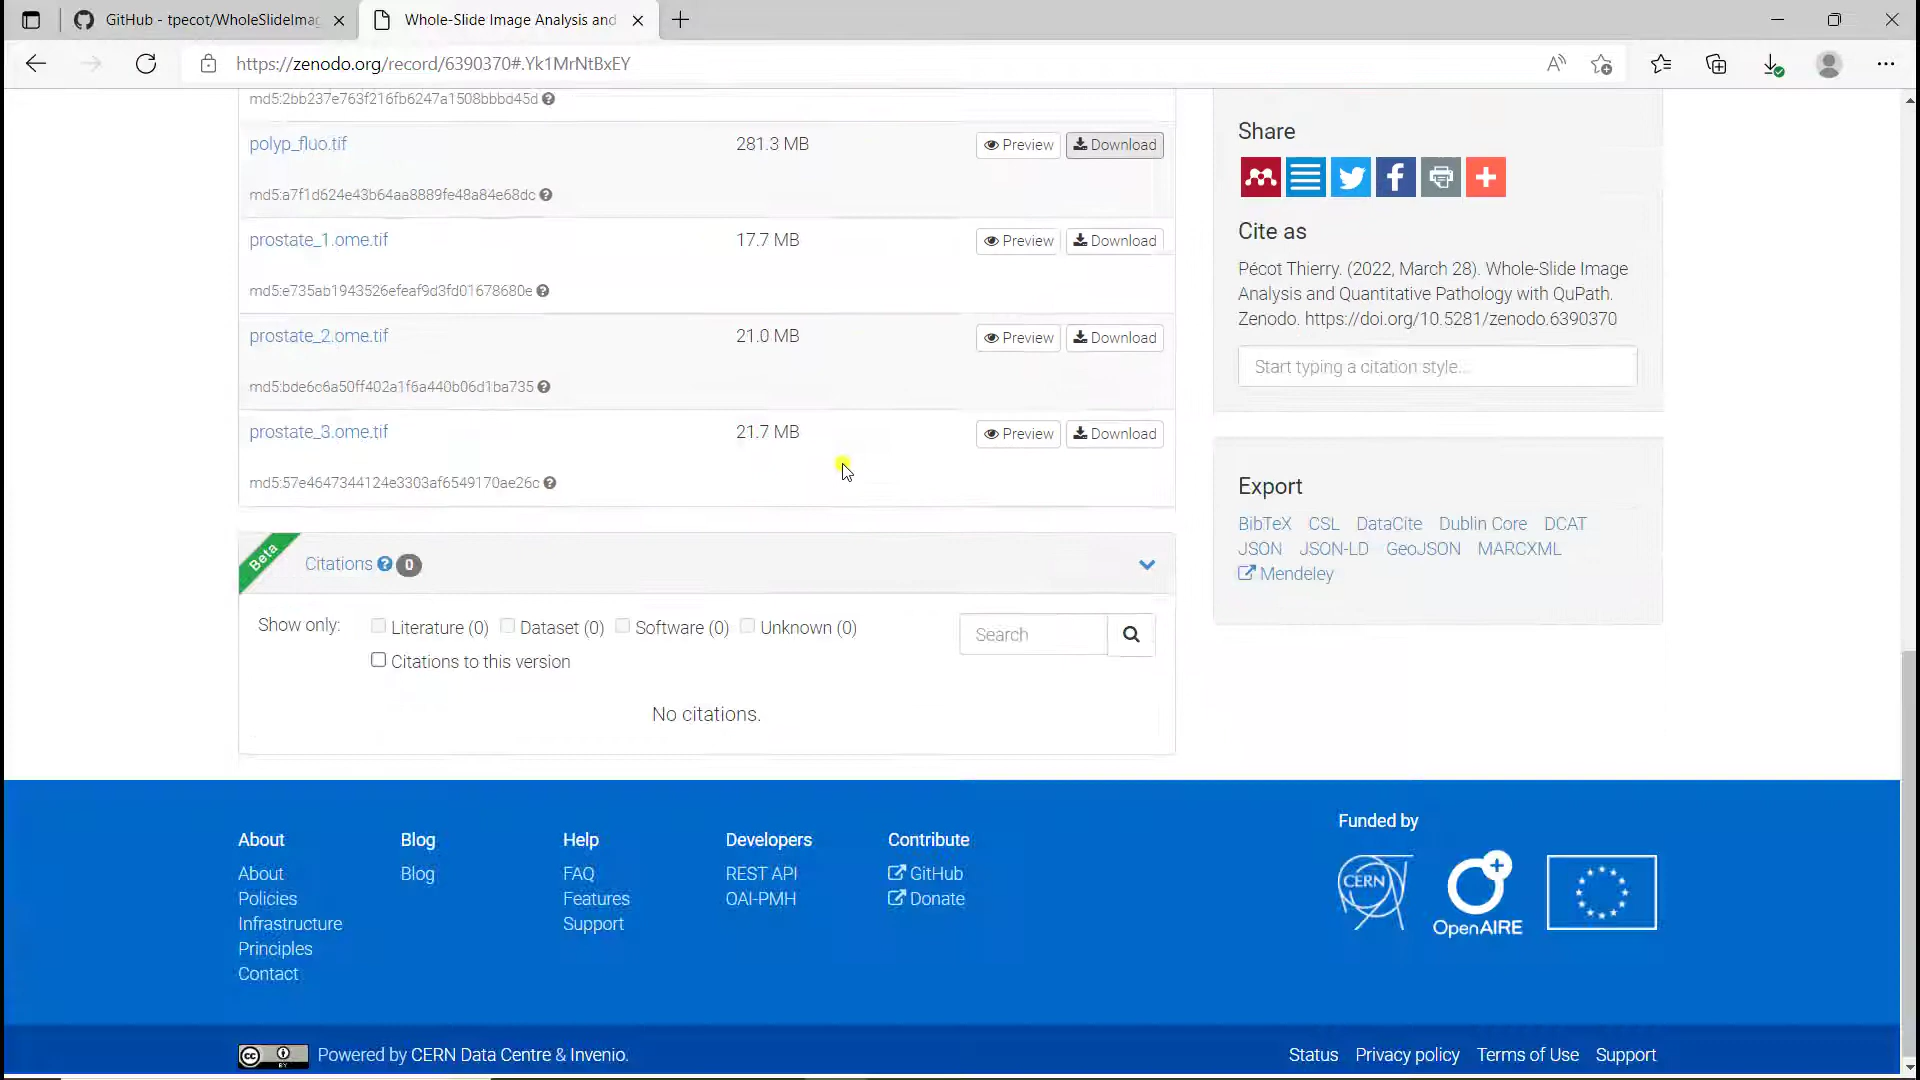 GitHub - tpecot/WholeSlideImag
Whole-Slide Image Analysis and
https://zenodo.org/record/6390370#.Yk1MrNtBxEY
md5:2bb237e763f216fb6247a1508bbbd45d
polyp_fluo.tif 281.3 MB Preview Download
md5:a7f1d624e43b64aa8889fe48a84e68dc
prostate_1.ome.tif 17.7 MB Preview Download
md5:e735ab1943526efeaf9d3fd01678680e
prostate_2.ome.tif 21.0 MB Preview Download
md5:bde6c6a50ff402a1f6a440b06d1ba735
prostate_3.ome.tif 21.7 MB Preview Download
md5:57e4647344124e3303af6549170ae26c
Beta
Citations 0
Show only: Literature (0) Dataset (0) Software (0) Unknown (0)
Citations to this version
Search
No citations.
Share
Cite as
Pécot Thierry. (2022, March 28). Whole-Slide Image
Analysis and Quantitative Pathology with QuPath.
Zenodo. https://doi.org/10.5281/zenodo.6390370
Start typing a citation style...
Export
BibTeX CSL DataCite Dublin Core DCAT
JSON JSON-LD GeoJSON MARCXML
Mendeley
About
About
Policies
Infrastructure
Principles
Contact
Blog
Blog
Help
FAQ
Features
Support
Developers
REST API
OAI-PMH
Contribute
GitHub
Donate
Funded by
CERN
OpenAIRE
cc BY
Powered by CERN Data Centre & Invenio.
Status Privacy policy Terms of Use Support